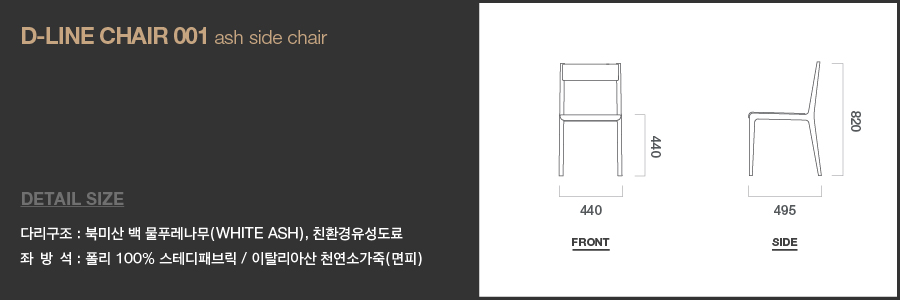 D-LINE CHAIR 001 ash side chair
DETAIL SIZE
다리구조 : 북미산 백 물푸레나무(WHITE ASH), 친환경유성도료
좌 방 석 : 폴리 100% 스테디패브릭 / 이탈리아산 천연소가죽(면피)
440
820
440
495
FRONT
SIDE